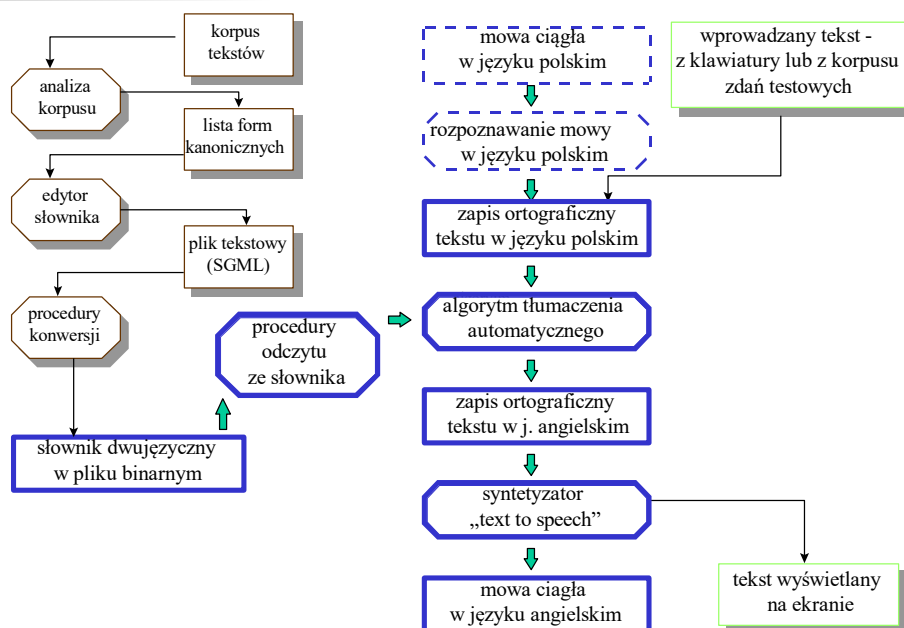 korpus
tekstów
analiza
korpusu
lista form
kanonicznych
edytor
słownika
plik tekstowy
(SGML)
procedury
konwersji
słownik dwujęzyczny
w pliku binarnym
procedury
odczytu
ze słownika
mowa ciągła
w języku polskim
rozpoznawanie mowy
w języku polskim
wprowadzany tekst -
z klawiatury lub z korpusu
zdań testowych
zapis ortograficzny
tekstu w języku polskim
algorytm tłumaczenia
automatycznego
zapis ortograficzny
tekstu w j. angielskim
syntetyzator
„text to speech”
mowa ciągła
w języku angielskim
tekst wyświetlany
na ekranie